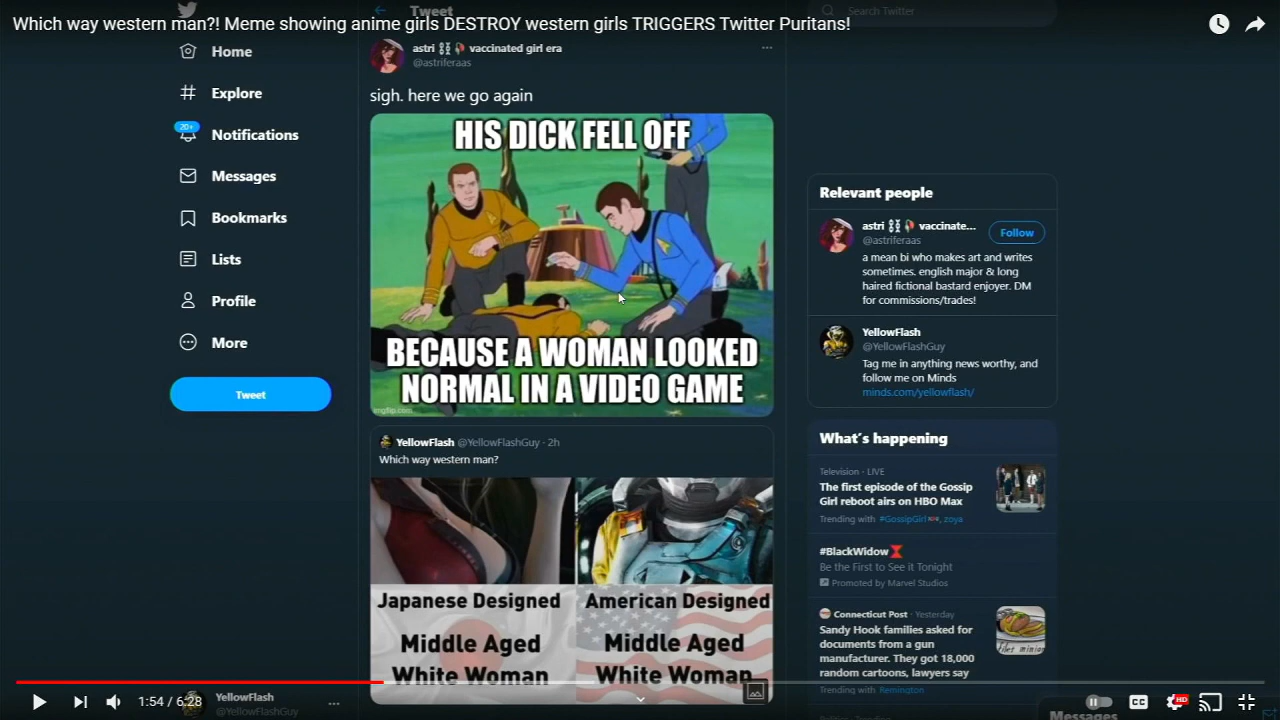 Which way western man?! Meme showing anime girls DESTROY western girls TRIGGERS Twitter Puritans!
Tweet
Search Twitter
Home
Explore
20+
Notifications
Messages
Bookmarks
Lists
Profile
More
Tweet
astri vaccinated girl era
@astriferaas
sigh. here we go again
HIS DICK FELL OFF
BECAUSE A WOMAN LOOKED
NORMAL IN A VIDEO GAME
imgflip.com
YellowFlash @YellowFlashGuy · 2h
Which way western man?
Japanese Designed
Middle Aged
White Woman
American Designed
Middle Aged
White Woman
Relevant people
astri vaccinate...
@astriferaas
Follow
a mean bi who makes art and writes
sometimes. english major & long
haired fictional bastard enjoyer. DM
for commissions/trades!
YellowFlash
@YellowFlashGuy
Tag me in anything news worthy, and
follow me on Minds
minds.com/yellowflash/
What's happening
Television · LIVE
The first episode of the Gossip
Girl reboot airs on HBO Max
Trending with #GossipGirl, zoya
#BlackWidow
Be the First to See it Tonight
Promoted by Marvel Studios
Connecticut Post · Yesterday
Sandy Hook families asked for
documents from a gun
manufacturer. They got 18,000
random cartoons, lawyers say
Trending with Remington
Messages
YellowFlash
@YellowFlashGuy
1:54 / 6:28
CC
HD